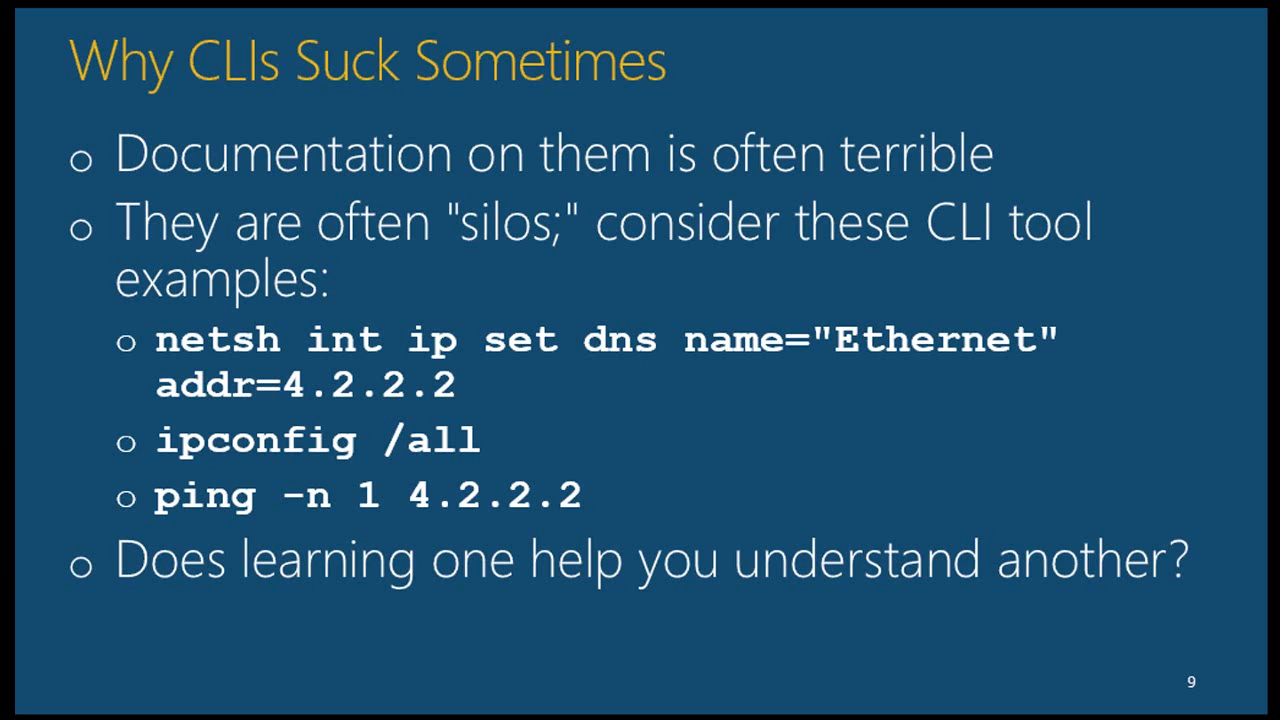 Why CLIs Suck Sometimes
o Documentation on them is often terrible
o They are often "silos;" consider these CLI tool
examples:
o netsh int ip set dns name="Ethernet"
addr=4.2.2.2
o ipconfig /all
o ping -n 1 4.2.2.2
o Does learning one help you understand another?
9